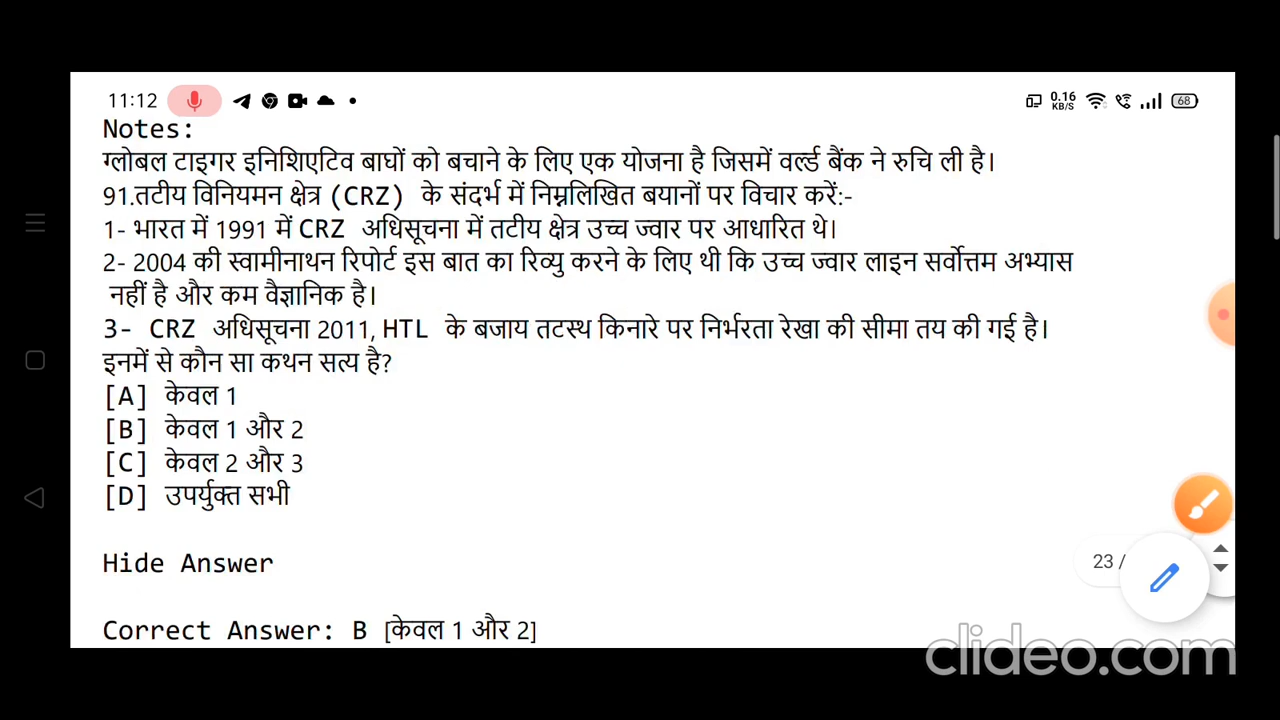 11:12 0.16 KB/S 68
Notes:
ग्लोबल टाइगर इनिशिएटिव बाघों को बचाने के लिए एक योजना है जिसमें वर्ल्ड बैंक ने रुचि ली है।
91.तटीय विनियमन क्षेत्र (CRZ) के संदर्भ में निम्नलिखित बयानों पर विचार करें:-
1- भारत में 1991 में CRZ अधिसूचना में तटीय क्षेत्र उच्च ज्वार पर आधारित थे।
2- 2004 की स्वामीनाथन रिपोर्ट इस बात का रिव्यु करने के लिए थी कि उच्च ज्वार लाइन सर्वोत्तम अभ्यास
नहीं है और कम वैज्ञानिक है।
3- CRZ अधिसूचना 2011, HTL के बजाय तटस्थ किनारे पर निर्भरता रेखा की सीमा तय की गई है।
इनमें से कौन सा कथन सत्य है?
[A] केवल 1
[B] केवल 1 और 2
[C] केवल 2 और 3
[D] उपर्युक्त सभी
Hide Answer
23 /
Correct Answer: B [केवल 1 और 2]
clideo.com